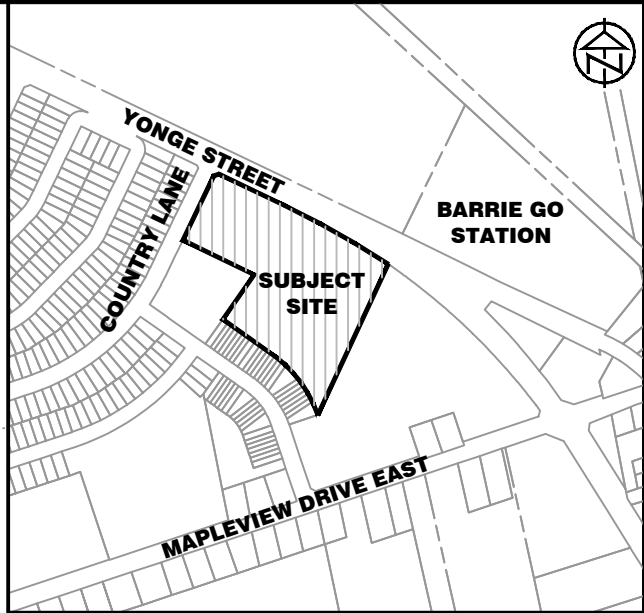 N
YONGE STREET
COUNTRY LANE
BARRIE GO
STATION
SUBJECT
SITE
MAPLEVIEW DRIVE EAST